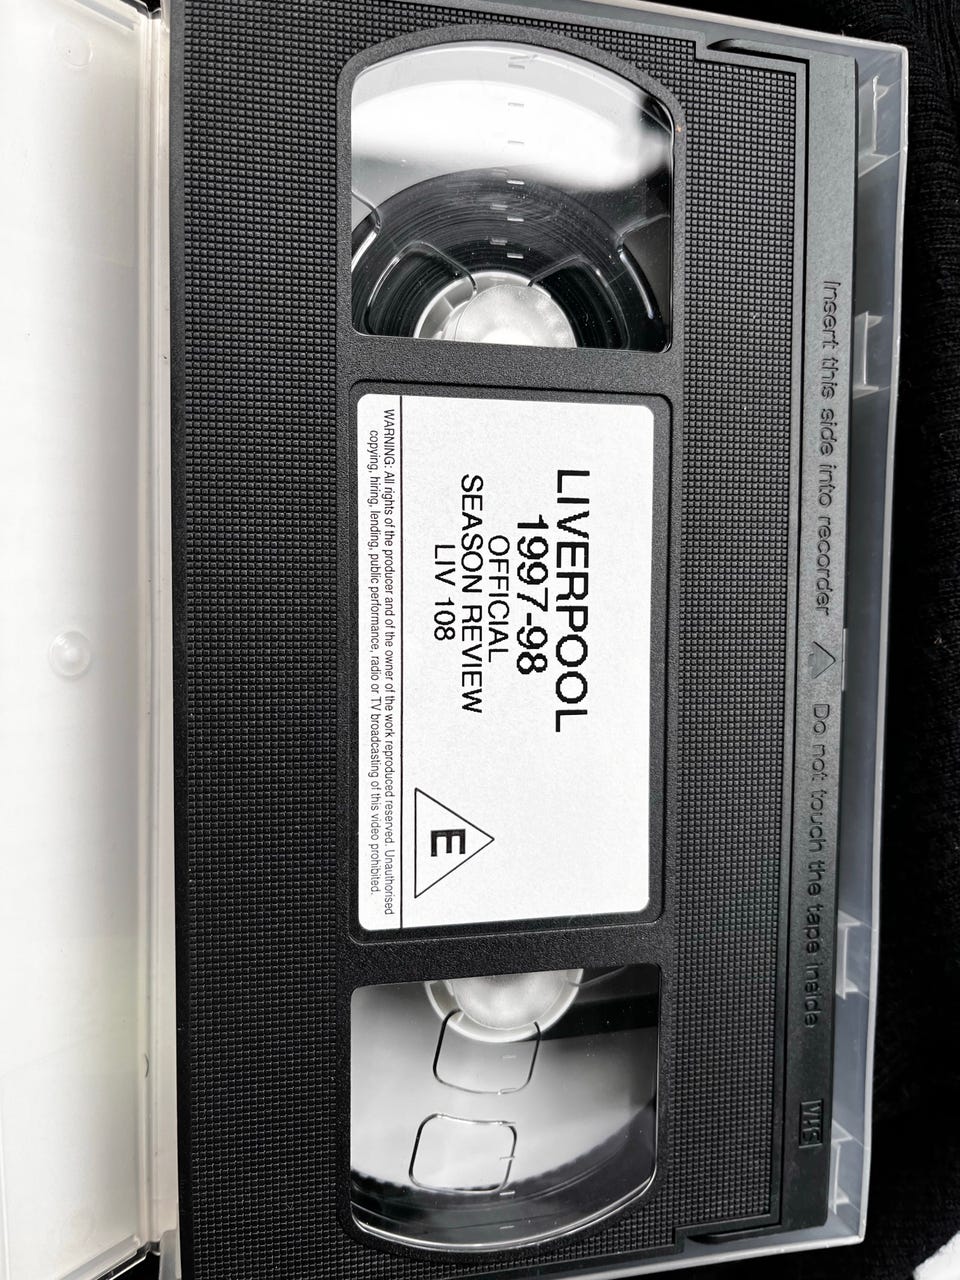 Insert this side into recorder △ Do not touch the tape inside
VHS
LIVERPOOL
1997-98
OFFICIAL
SEASON REVIEW
LIV 108
E
WARNING: All rights of the producer and of the owner of the work reproduced reserved. Unauthorised
copying, hiring, lending, public performance, radio or TV broadcasting of this video prohibited.